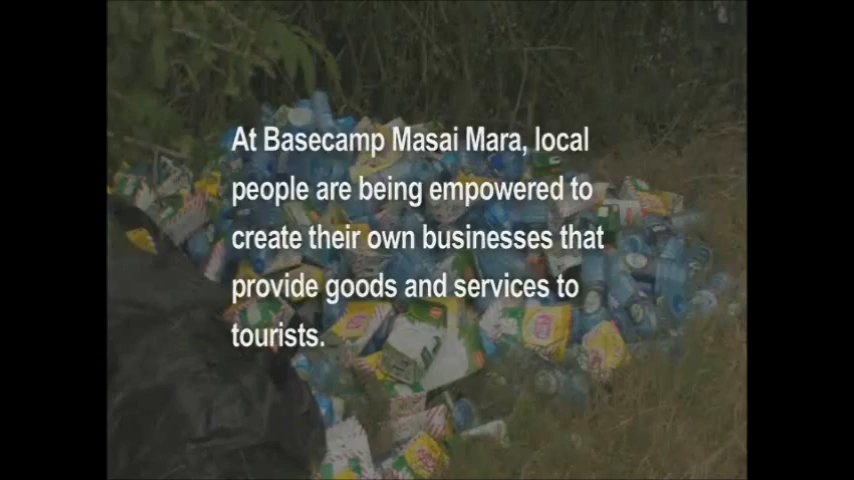 At Basecamp Masai Mara, local
people are being empowered to
create their own businesses that
provide goods and services to
tourists.